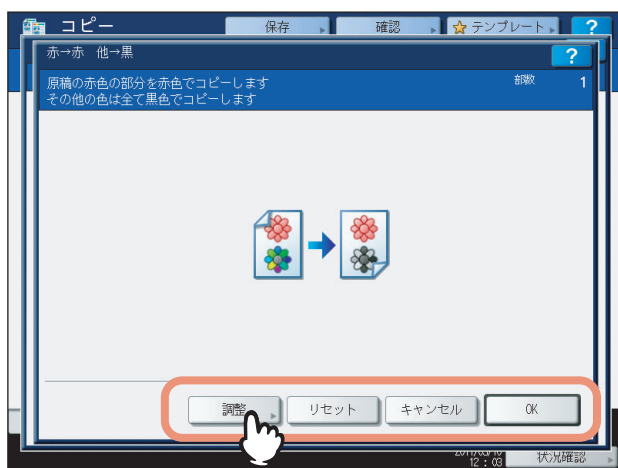 コピー
保存
確認
テンプレート
?
赤→赤 他→黒
?
原稿の赤色の部分を赤色でコピーします
その他の色は全て黒色でコピーします
部数 1
調整
リセット
キャンセル
OK
12:03
状況確認